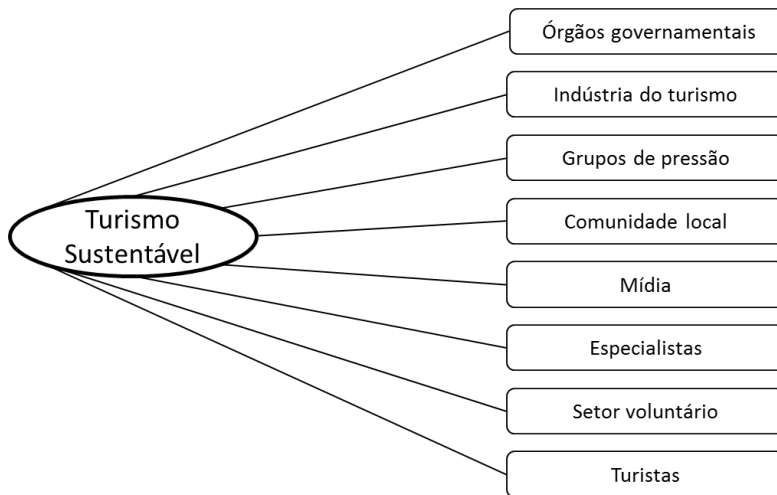 Órgãos governamentais
Indústria do turismo
Grupos de pressão
Turismo
Sustentável
Comunidade local
Mídia
Especialistas
Setor voluntário
Turistas